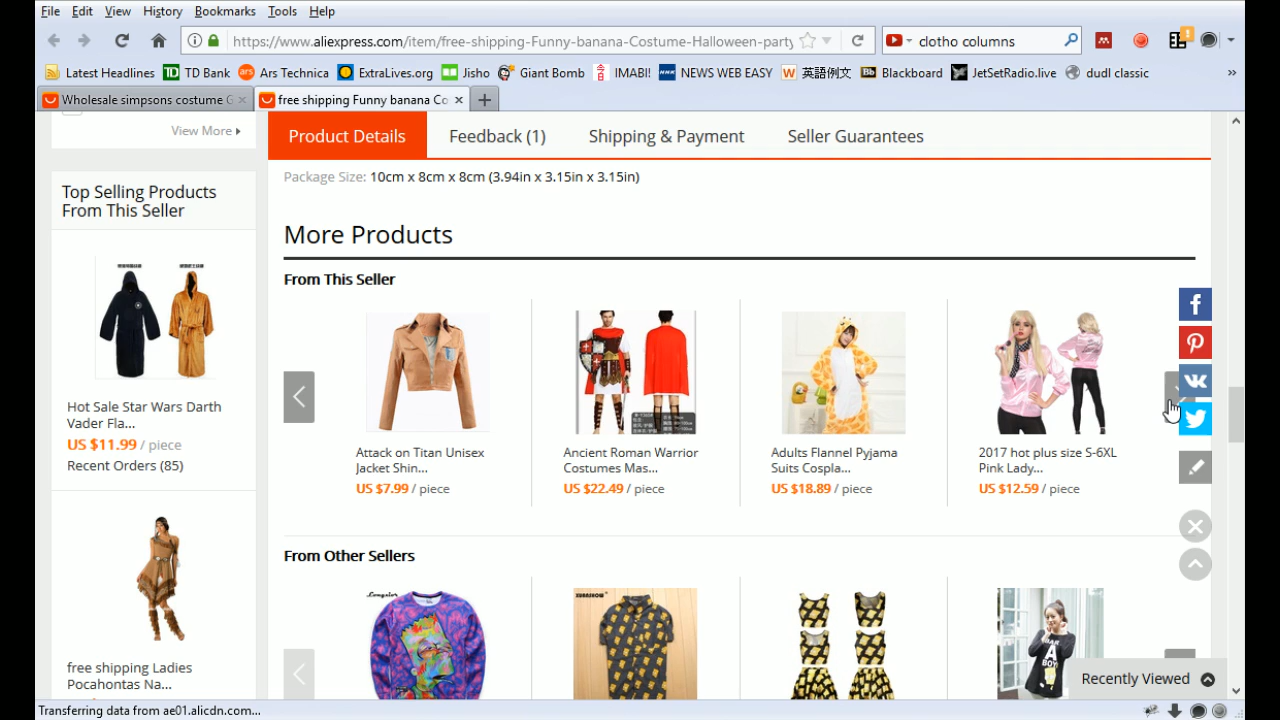 File Edit View History Bookmarks Tools Help
https://www.aliexpress.com/item/free-shipping-Funny-banana-Costume-Halloween-party
clotho columns
1
Latest Headlines TD TD Bank ars Ars Technica ExtraLives.org Jisho Giant Bomb IMABI! NHK NEWS WEB EASY W 英語例文 Bb Blackboard JetSetRadio.live dudl classic »
Wholesale simpsons costume G × free shipping Funny banana Co × +
View More
Product Details Feedback (1) Shipping & Payment Seller Guarantees
Package Size: 10cm x 8cm x 8cm (3.94in x 3.15in x 3.15in)
Top Selling Products
From This Seller
Hot Sale Star Wars Darth
Vader Fla...
US $11.99 / piece
Recent Orders (85)
free shipping Ladies
Pocahontas Na...
More Products
From This Seller
Attack on Titan Unisex
Jacket Shin...
US $7.99 / piece
Ancient Roman Warrior
Costumes Mas...
US $22.49 / piece
Adults Flannel Pyjama
Suits Cospla...
US $18.89 / piece
2017 hot plus size S-6XL
Pink Lady...
US $12.59 / piece
From Other Sellers
BLACK
A
BOY
Recently Viewed
Transferring data from ae01.alicdn.com...